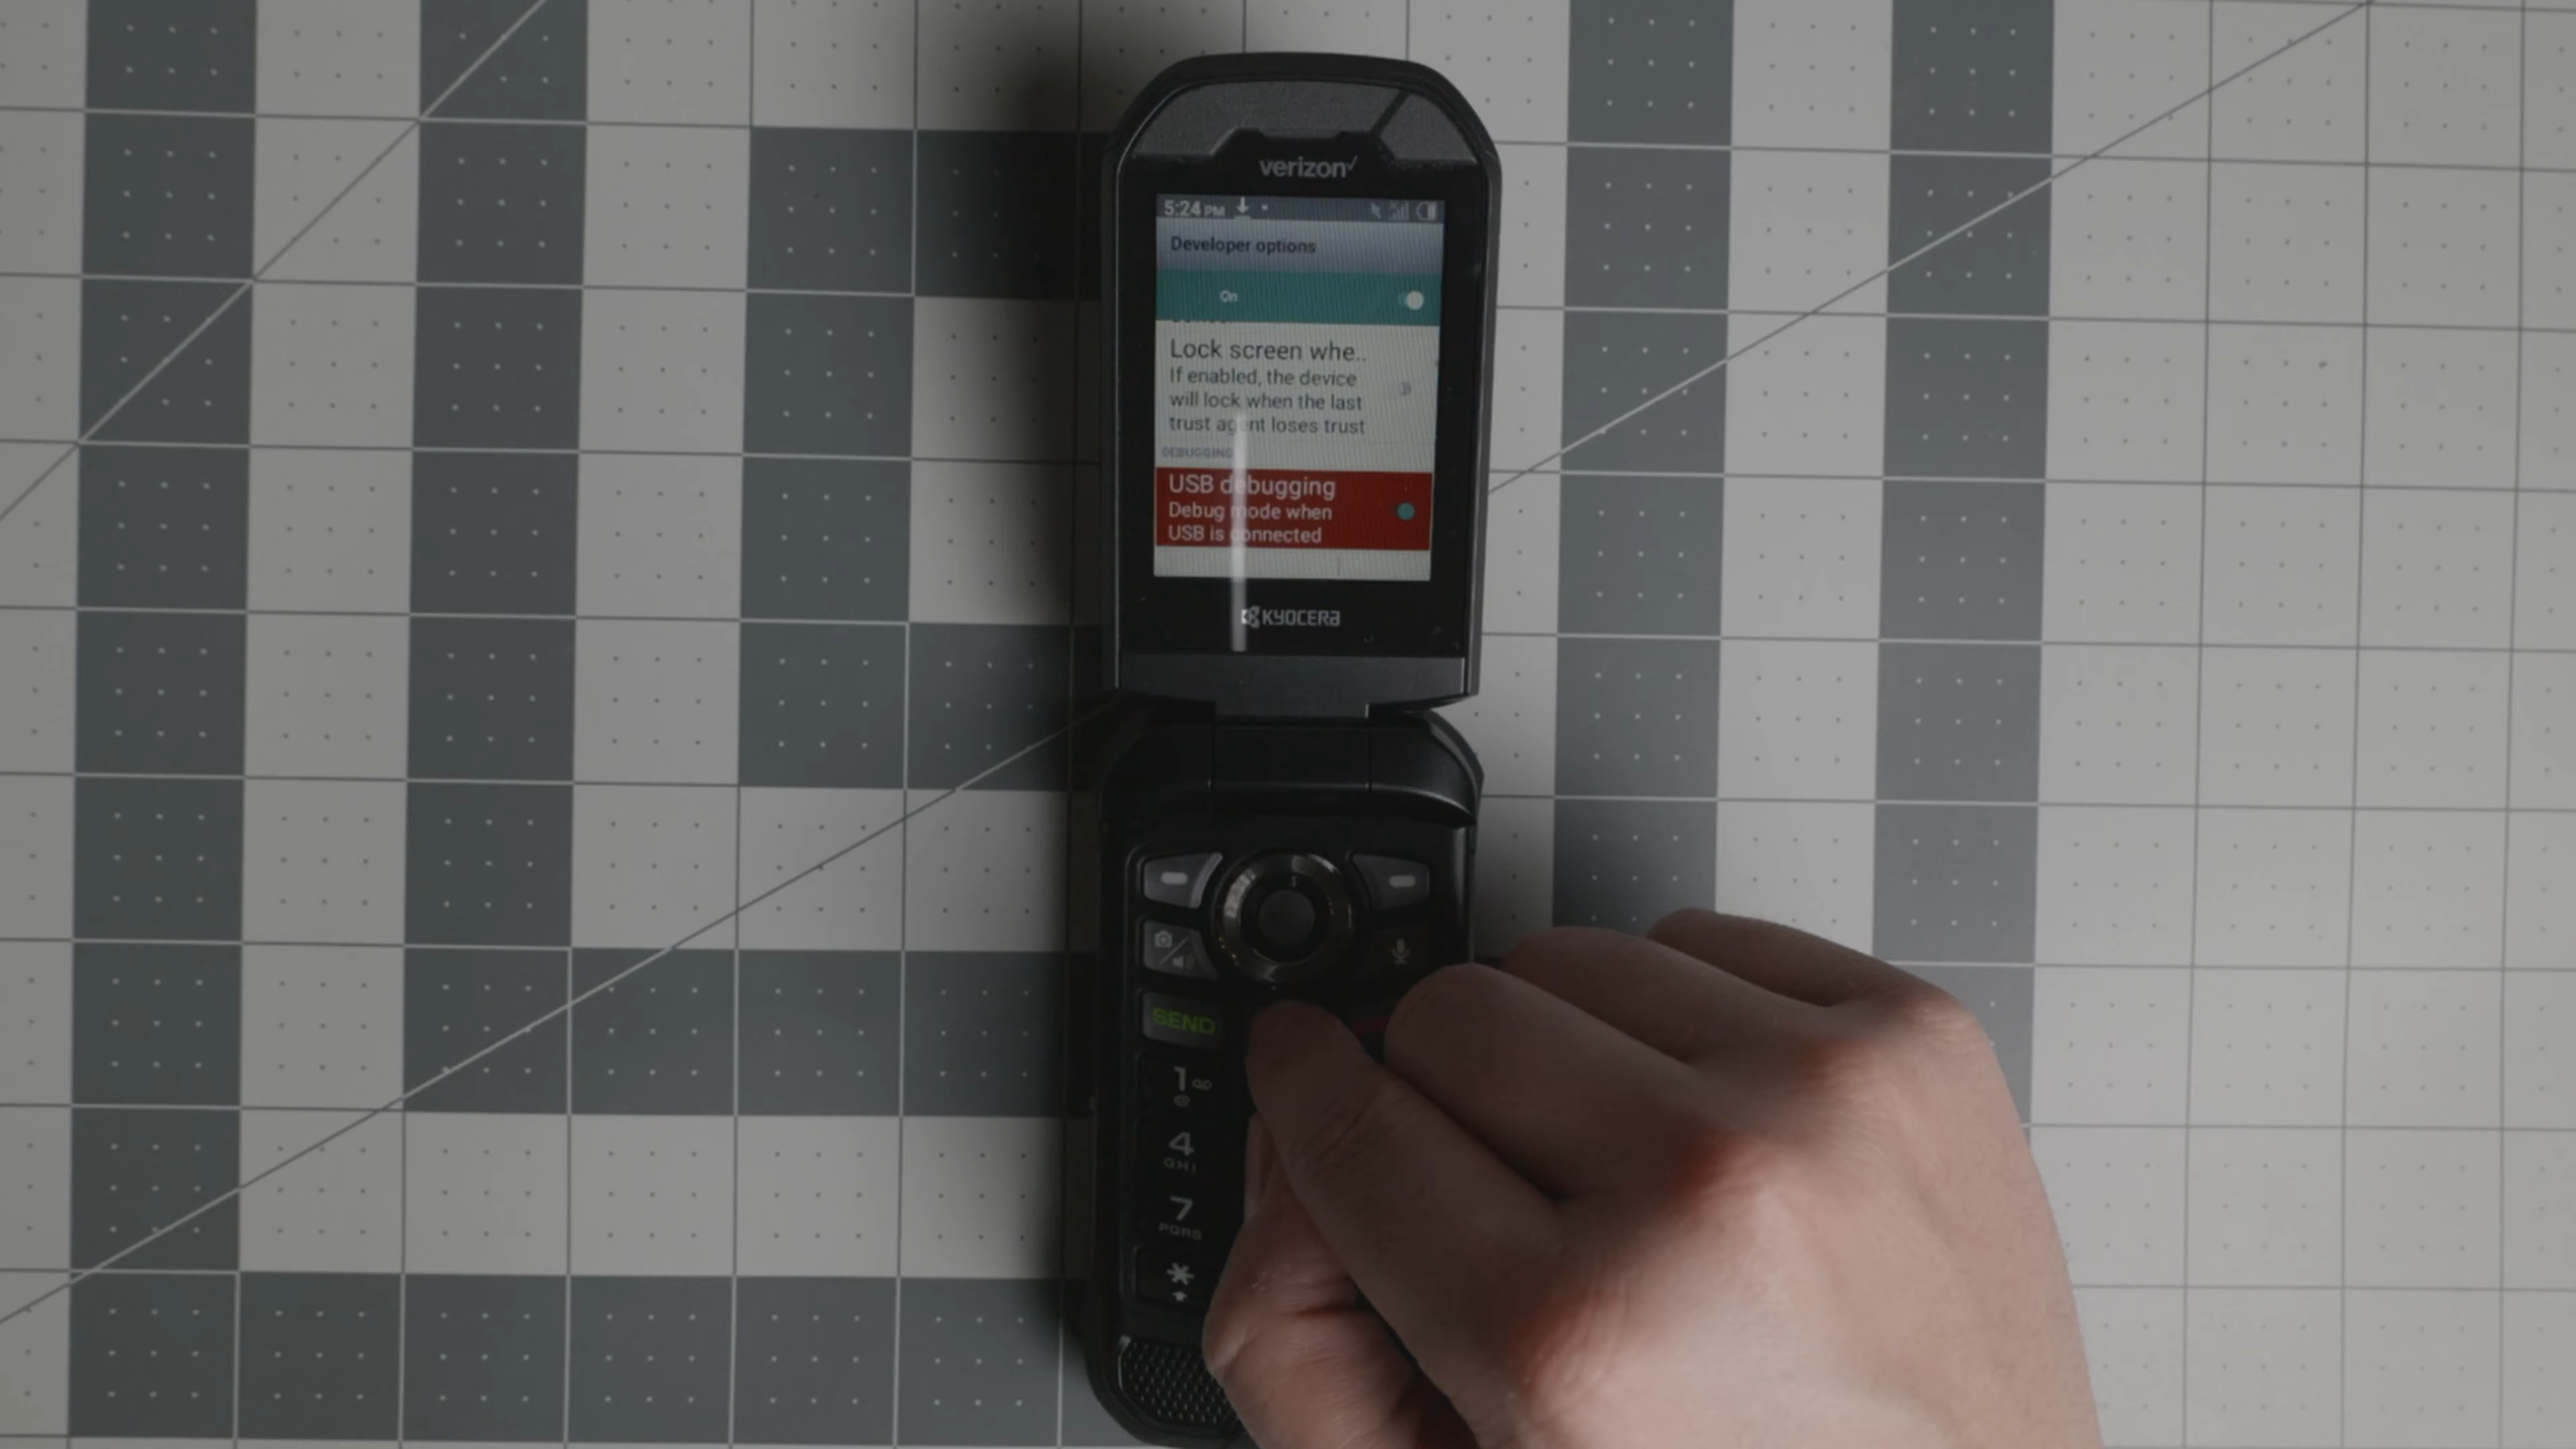 verizon✓
5:24 PM
Developer options
On
Lock screen whe..
If enabled, the device
will lock when the last
trust agent loses trust
DEBUGGING
USB debugging
Debug mode when
USB is connected
KYOCERA
SEND
1
@
4
GHI
7
PQRS
*